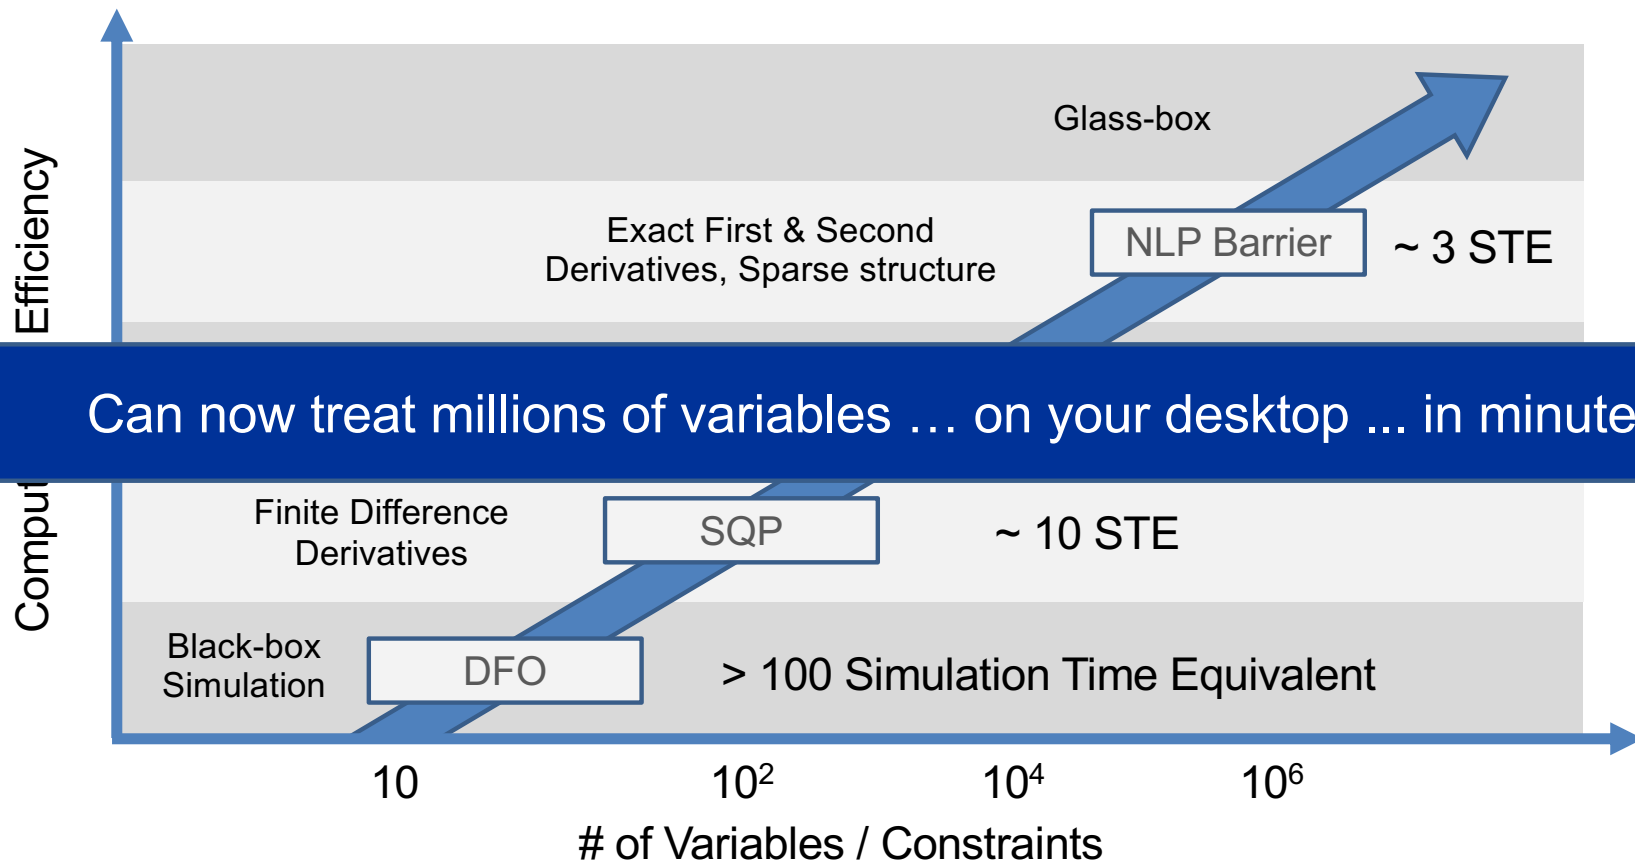 Glass-box
Exact First & Second
Derivatives, Sparse structure
NLP Barrier
~ 3 STE
Efficiency
Can now treat millions of variables … on your desktop ... in minute
Finite Difference
Derivatives
SQP
~ 10 STE
Black-box
Simulation
DFO
> 100 Simulation Time Equivalent
10
10²
10⁴
10⁶
# of Variables / Constraints